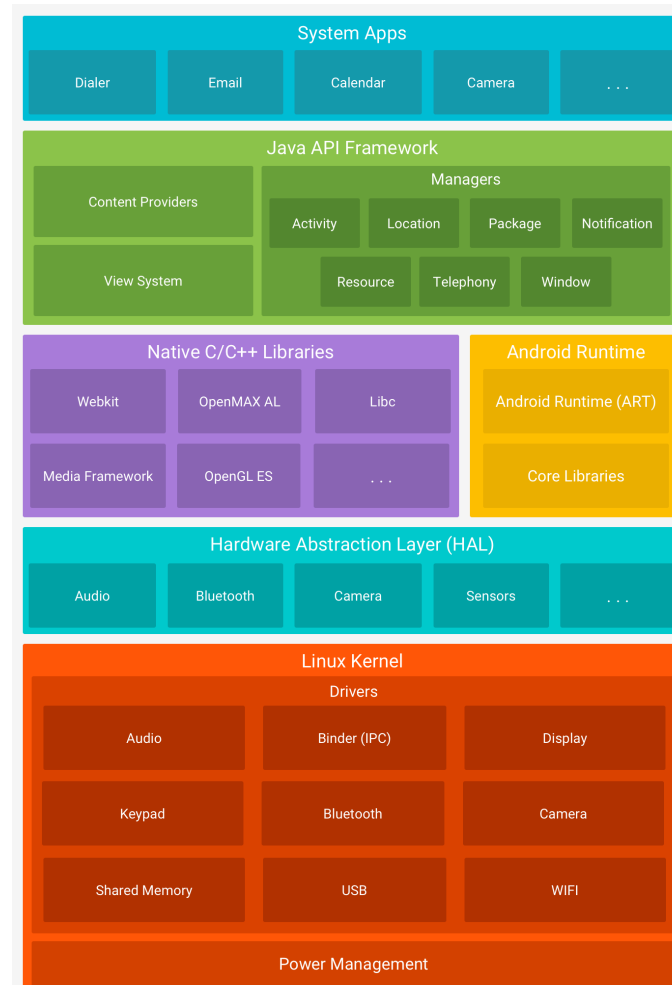 System Apps
Dialer
Email
Calendar
Camera
. . .
Java API Framework
Content Providers
View System
Managers
Activity
Location
Package
Notification
Resource
Telephony
Window
Native C/C++ Libraries
Webkit
OpenMAX AL
Libc
Media Framework
OpenGL ES
. . .
Android Runtime
Android Runtime (ART)
Core Libraries
Hardware Abstraction Layer (HAL)
Audio
Bluetooth
Camera
Sensors
. . .
Linux Kernel
Drivers
Audio
Binder (IPC)
Display
Keypad
Bluetooth
Camera
Shared Memory
USB
WIFI
Power Management